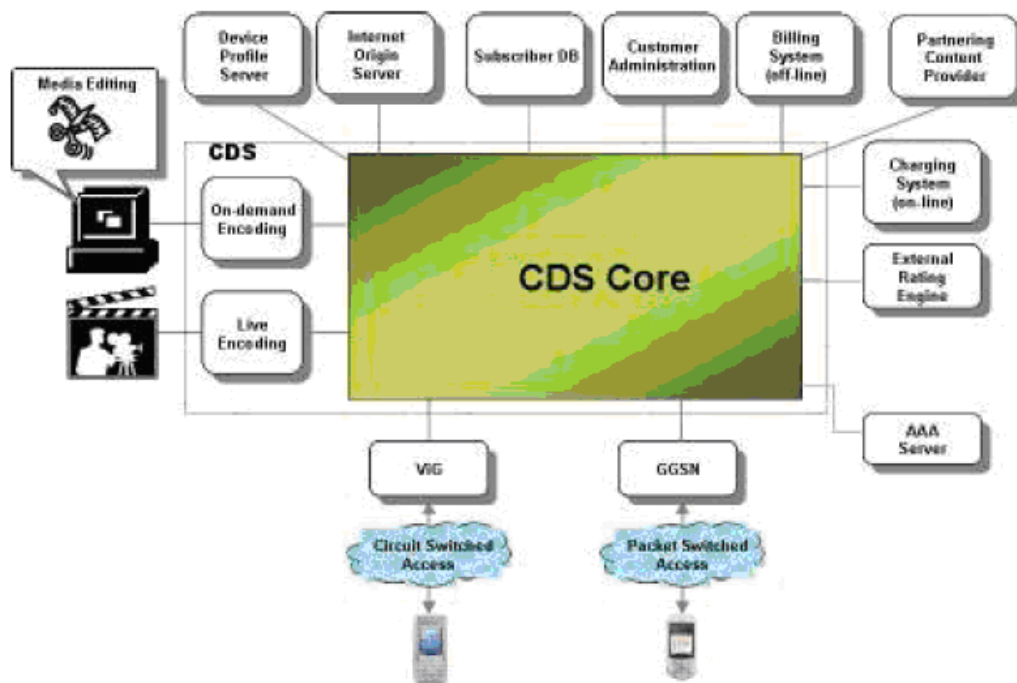 Device
Profile
Server
Internet
Origin
Server
Subscriber DB
Customer
Administration
Billing
System
(off-line)
Partnering
Content
Provider
Media Editing
CDS
On-demand
Encoding
Live
Encoding
CDS Core
Charging
System
(on-line)
External
Rating
Engine
AAA
Server
ViG
GGSN
Circuit Switched
Access
Packet Switched
Access